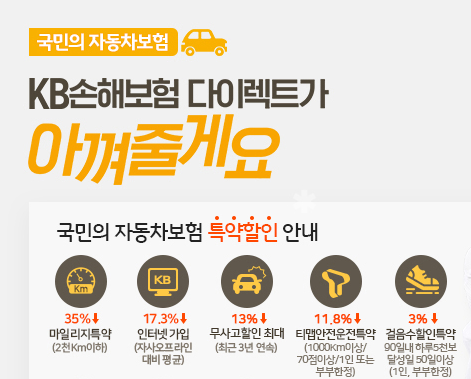 국민의 자동차보험
KB손해보험 다이렉트가
아껴줄게요
국민의 자동차보험 특약할인 안내
Km
KB
35%⬇ 17.3%⬇ 13%⬇ 11.8%⬇ 3%⬇
마일리지특약 인터넷 가입 무사고할인 최대 티맵안전운전특약 걸음수할인특약
(2천Km이하) (자사오프라인 (최근 3년 연속) (1000km이상/ 90일내 하루5천보
대비 평균) 70점이상/1인 또는 달성일 50일이상
부부한정) (1인, 부부한정)